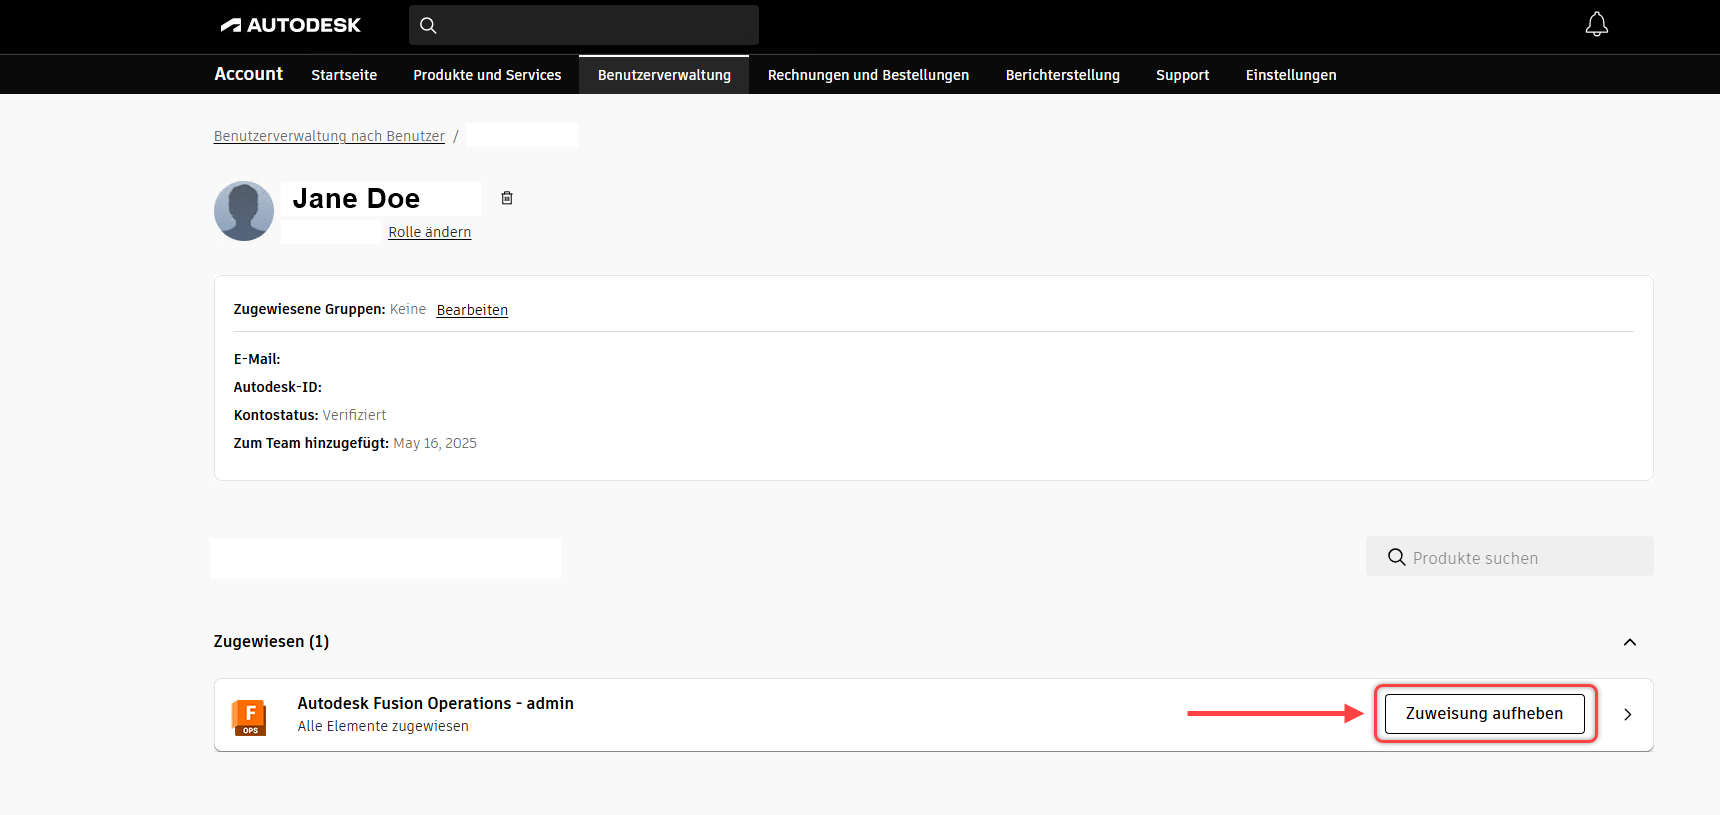 AUTODESK
Account Startseite Produkte und Services Benutzerverwaltung Rechnungen und Bestellungen Berichterstellung Support Einstellungen
Benutzerverwaltung nach Benutzer /
Jane Doe
Rolle ändern
Zugewiesene Gruppen: Keine Bearbeiten
E-Mail:
Autodesk-ID:
Kontostatus: Verifiziert
Zum Team hinzugefügt: May 16, 2025
Produkte suchen
Zugewiesen (1)
F
OPS
Autodesk Fusion Operations - admin
Alle Elemente zugewiesen
Zuweisung aufheben